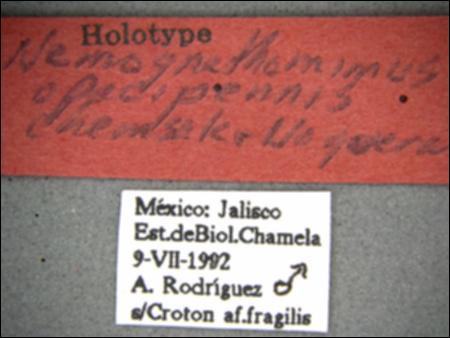 Holotype
Nemognathomimus
opacipennis
Chemsak & Noguera
México: Jalisco
Est.deBiol.Chamela
9-VII-1992
A. Rodríguez ♂
s/Croton af.fragilis